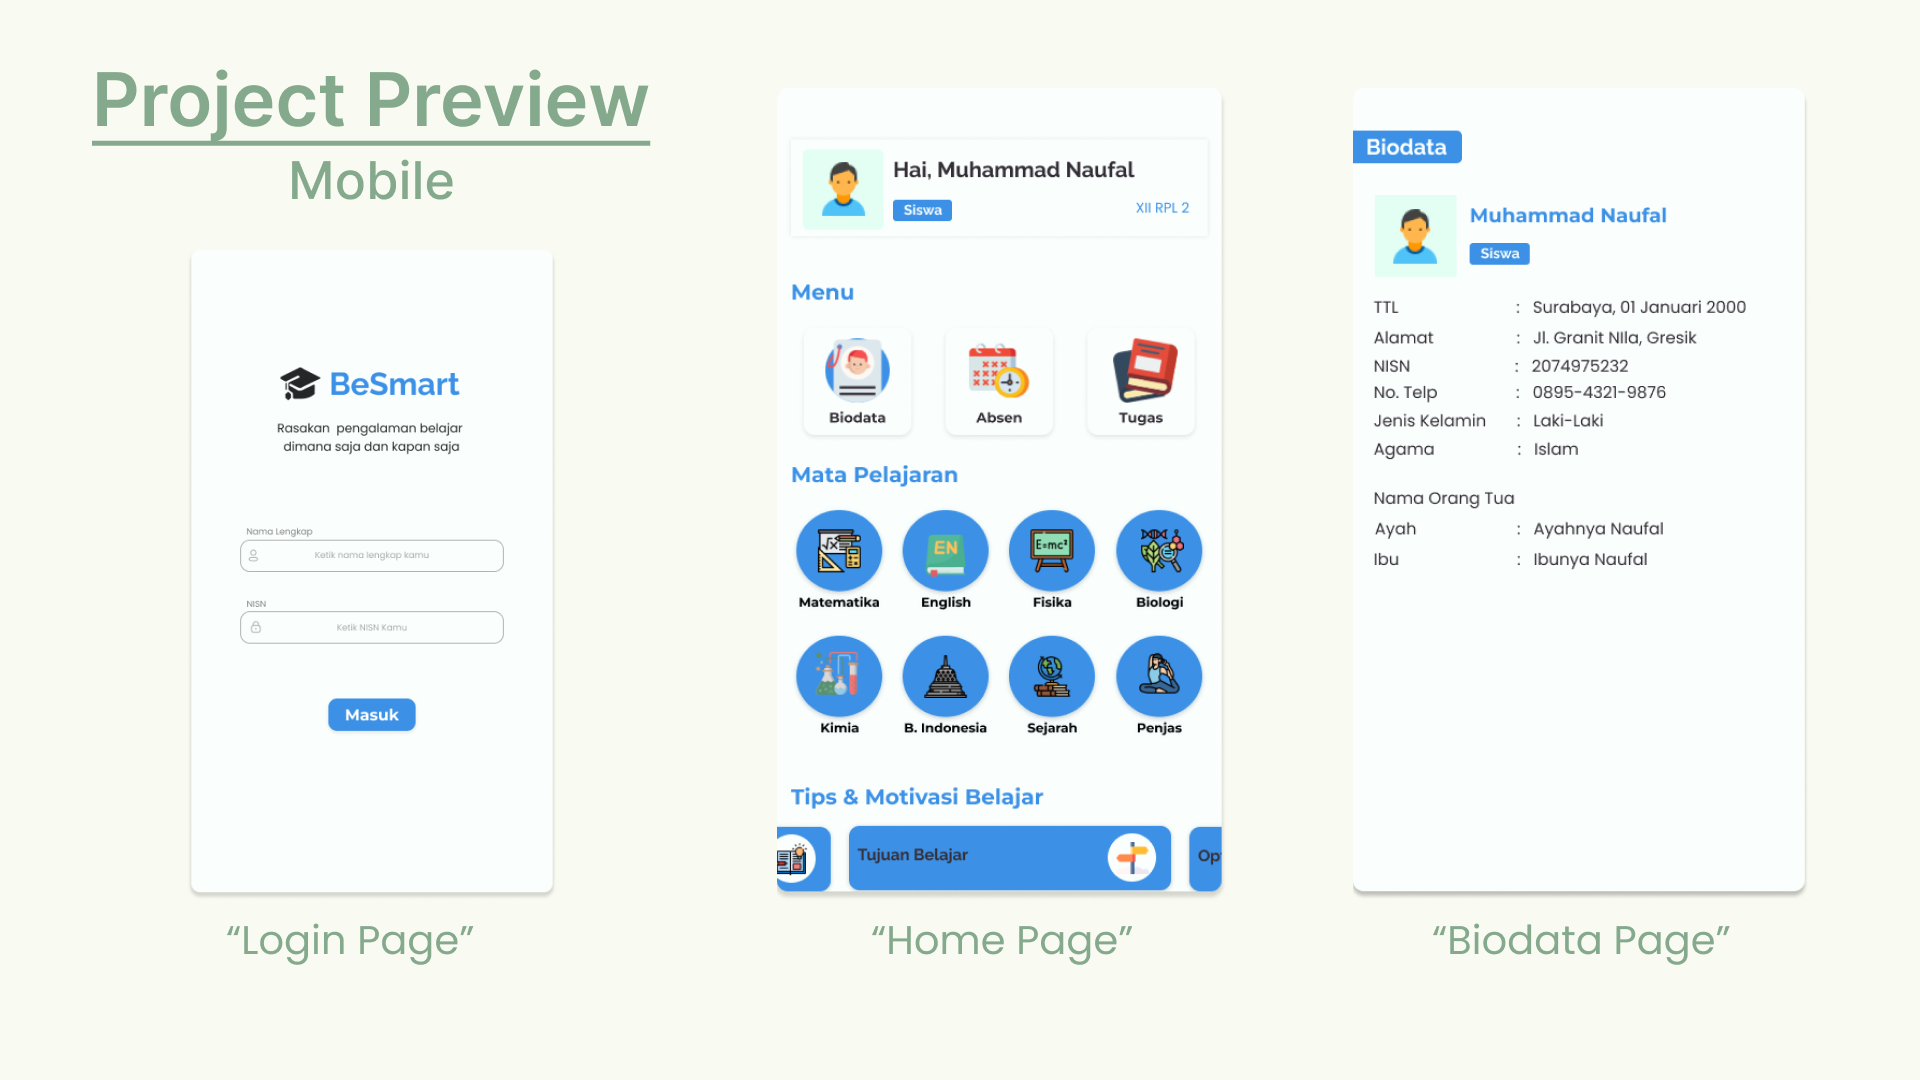 Project Preview
Mobile
BeSmart
Rasakan pengalaman belajar
dimana saja dan kapan saja
Nama Lengkap
Ketik nama lengkap kamu
NISN
Ketik NISN Kamu
Masuk
“Login Page”
Hai, Muhammad Naufal
Siswa
XII RPL 2
Menu
Biodata
Absen
Tugas
Mata Pelajaran
√x
EN
E=mc²
Matematika
English
Fisika
Biologi
Kimia
B. Indonesia
Sejarah
Penjas
Tips & Motivasi Belajar
Tujuan Belajar
Op
“Home Page”
Biodata
Muhammad Naufal
Siswa
TTL : Surabaya, 01 Januari 2000
Alamat : Jl. Granit NIla, Gresik
NISN : 2074975232
No. Telp : 0895-4321-9876
Jenis Kelamin : Laki-Laki
Agama : Islam
Nama Orang Tua
Ayah : Ayahnya Naufal
Ibu : Ibunya Naufal
“Biodata Page”